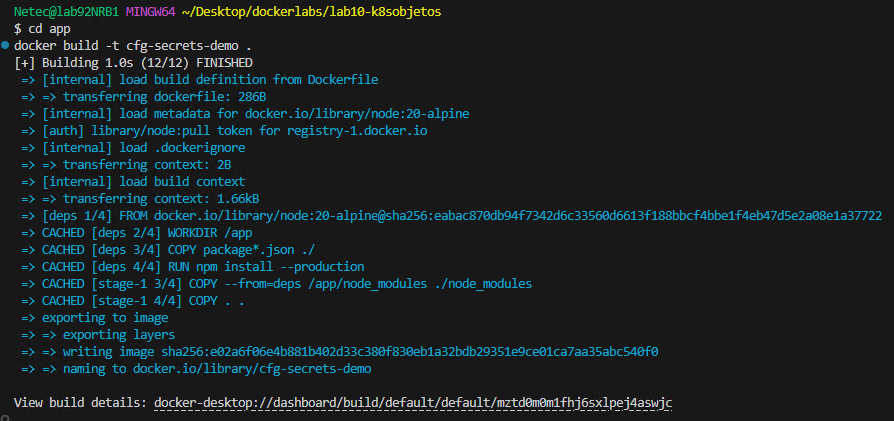 Netec@lab92NRB1 MINGW64 ~/Desktop/dockerlabs/lab10-k8sobjetos
$ cd app
docker build -t cfg-secrets-demo .
[+] Building 1.0s (12/12) FINISHED
=> [internal] load build definition from Dockerfile
=> => transferring dockerfile: 286B
=> [internal] load metadata for docker.io/library/node:20-alpine
=> [auth] library/node:pull token for registry-1.docker.io
=> [internal] load .dockerignore
=> => transferring context: 2B
=> [internal] load build context
=> => transferring context: 1.66kB
=> [deps 1/4] FROM docker.io/library/node:20-alpine@sha256:eabac870db94f7342d6c33560d6613f188bbcf4bbe1f4eb47d5e2a08e1a37722
=> CACHED [deps 2/4] WORKDIR /app
=> CACHED [deps 3/4] COPY package*.json ./
=> CACHED [deps 4/4] RUN npm install --production
=> CACHED [stage-1 3/4] COPY --from=deps /app/node_modules ./node_modules
=> CACHED [stage-1 4/4] COPY . .
=> exporting to image
=> => exporting layers
=> => writing image sha256:e02a6f06e4b881b402d33c380f830eb1a32bdb29351e9ce01ca7aa35abc540f0
=> => naming to docker.io/library/cfg-secrets-demo
View build details: docker-desktop://dashboard/build/default/default/mztd0m0m1fhj6sxlpej4aswjc